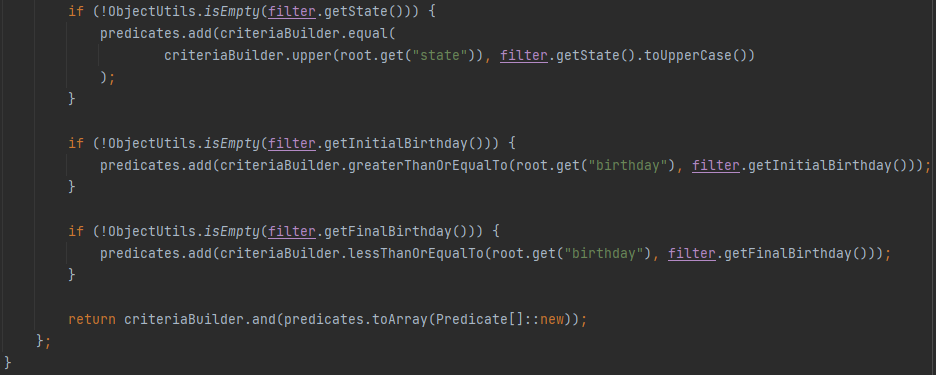 if (!ObjectUtils.isEmpty(filter.getState())) {
predicates.add(criteriaBuilder.equal(
criteriaBuilder.upper(root.get("state")), filter.getState().toUpperCase())
);
}
if (!ObjectUtils.isEmpty(filter.getInitialBirthday())) {
predicates.add(criteriaBuilder.greaterThanOrEqualTo(root.get("birthday"), filter.getInitialBirthday()));
}
if (!ObjectUtils.isEmpty(filter.getFinalBirthday())) {
predicates.add(criteriaBuilder.lessThanOrEqualTo(root.get("birthday"), filter.getFinalBirthday()));
}
return criteriaBuilder.and(predicates.toArray(Predicate[]::new));
};
}